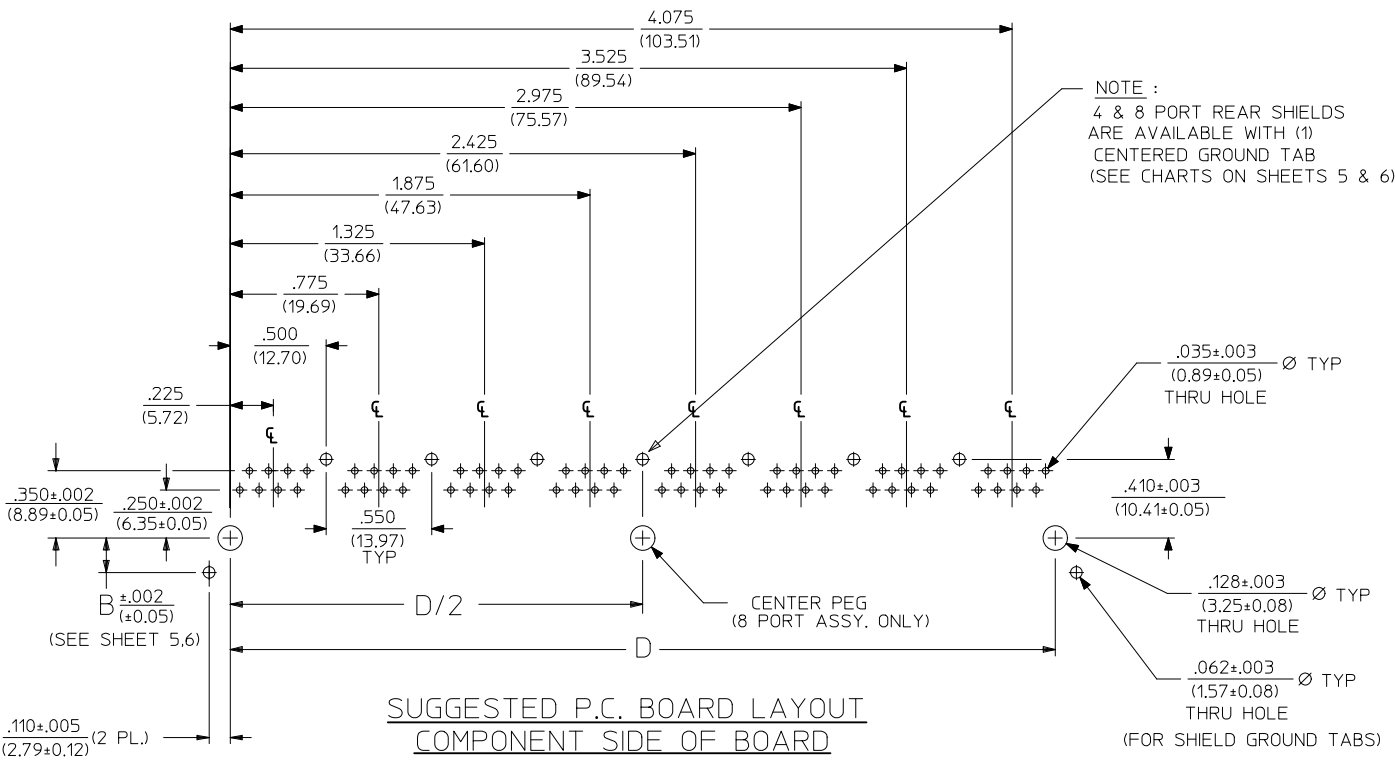 4.075
(103.51)
3.525
(89.54)
2.975
(75.57)
2.425
(61.60)
1.875
(47.63)
1.325
(33.66)
.775
(19.69)
.500
(12.70)
.225
(5.72)
NOTE :
4 & 8 PORT REAR SHIELDS
ARE AVAILABLE WITH (1)
CENTERED GROUND TAB
(SEE CHARTS ON SHEETS 5 & 6)
.035±.003
(0.89±0.05)
Ø TYP
THRU HOLE
℄ ℄ ℄ ℄ ℄ ℄ ℄ ℄
.350±.002
(8.89±0.05)
.250±.002
(6.35±0.05)
.550
(13.97)
TYP
.410±.003
(10.41±0.05)
B ±.002
(±0.05)
(SEE SHEET 5,6)
D/2
CENTER PEG
(8 PORT ASSY. ONLY)
D
.128±.003
(3.25±0.08)
Ø TYP
THRU HOLE
.062±.003
(1.57±0.08)
Ø TYP
THRU HOLE
(FOR SHIELD GROUND TABS)
.110±.005
(2.79±0.12)
(2 PL.)
SUGGESTED P.C. BOARD LAYOUT
COMPONENT SIDE OF BOARD